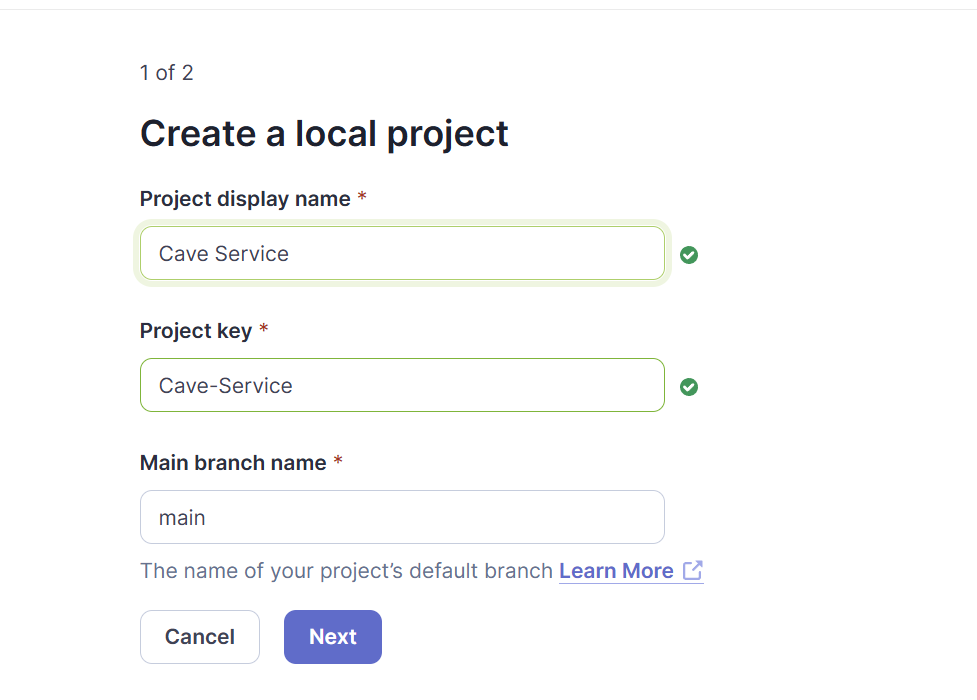 1 of 2
Create a local project
Project display name *
Cave Service
Project key *
Cave-Service
Main branch name *
main
The name of your project’s default branch Learn More
Cancel Next